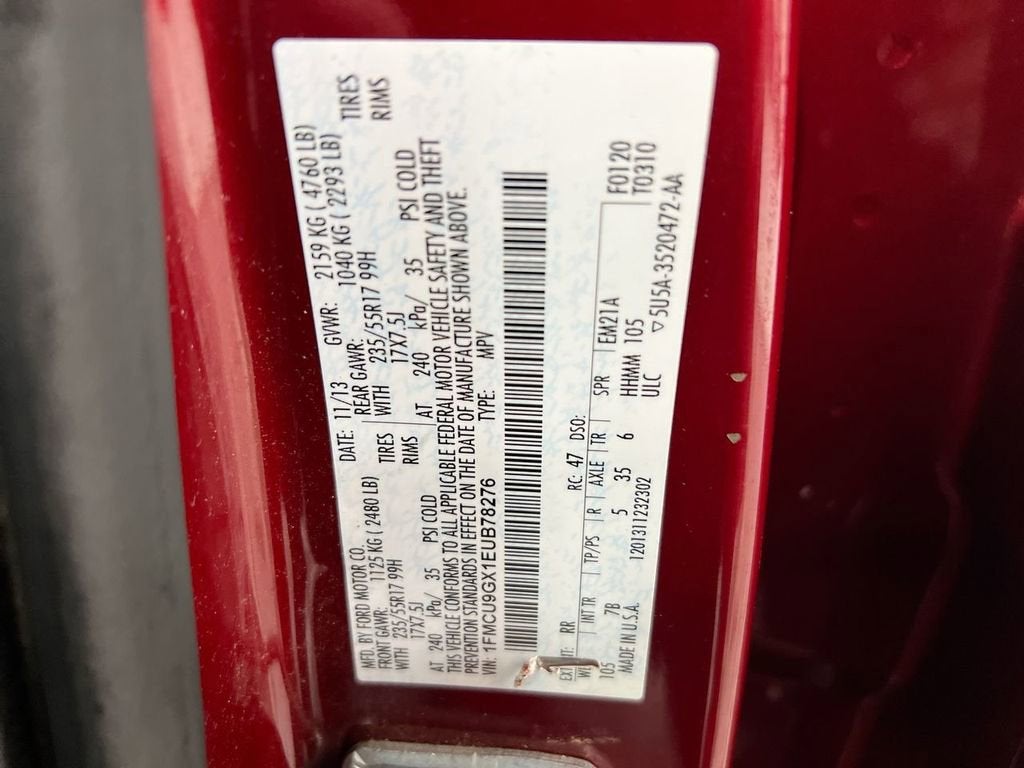 MFD. BY FORD MOTOR CO.
DATE: 11/13 GVWR: 2159 KG ( 4760 LB)
FRONT GAWR: 1125 KG ( 2480 LB) REAR GAWR: 1040 KG ( 2293 LB)
WITH 235/55R17 99H TIRES WITH 235/55R17 99H TIRES
17X7.5J RIMS 17X7.5J RIMS
AT 240 kPa/ 35 PSI COLD AT 240 kPa/ 35 PSI COLD
THIS VEHICLE CONFORMS TO ALL APPLICABLE FEDERAL MOTOR VEHICLE SAFETY AND THEFT
PREVENTION STANDARDS IN EFFECT ON THE DATE OF MANUFACTURE SHOWN ABOVE.
VIN: 1FMCU9GX1EUB78276 TYPE: MPV
F0120
T0310
EXT RR RC: 47 DSO:
INT TR TP/PS R AXLE TR SPR EM21A
105 7B 5 35 6 HHMM 105
MADE IN U.S.A. 1201311232302 ULC
▽5U5A-3520472-AA